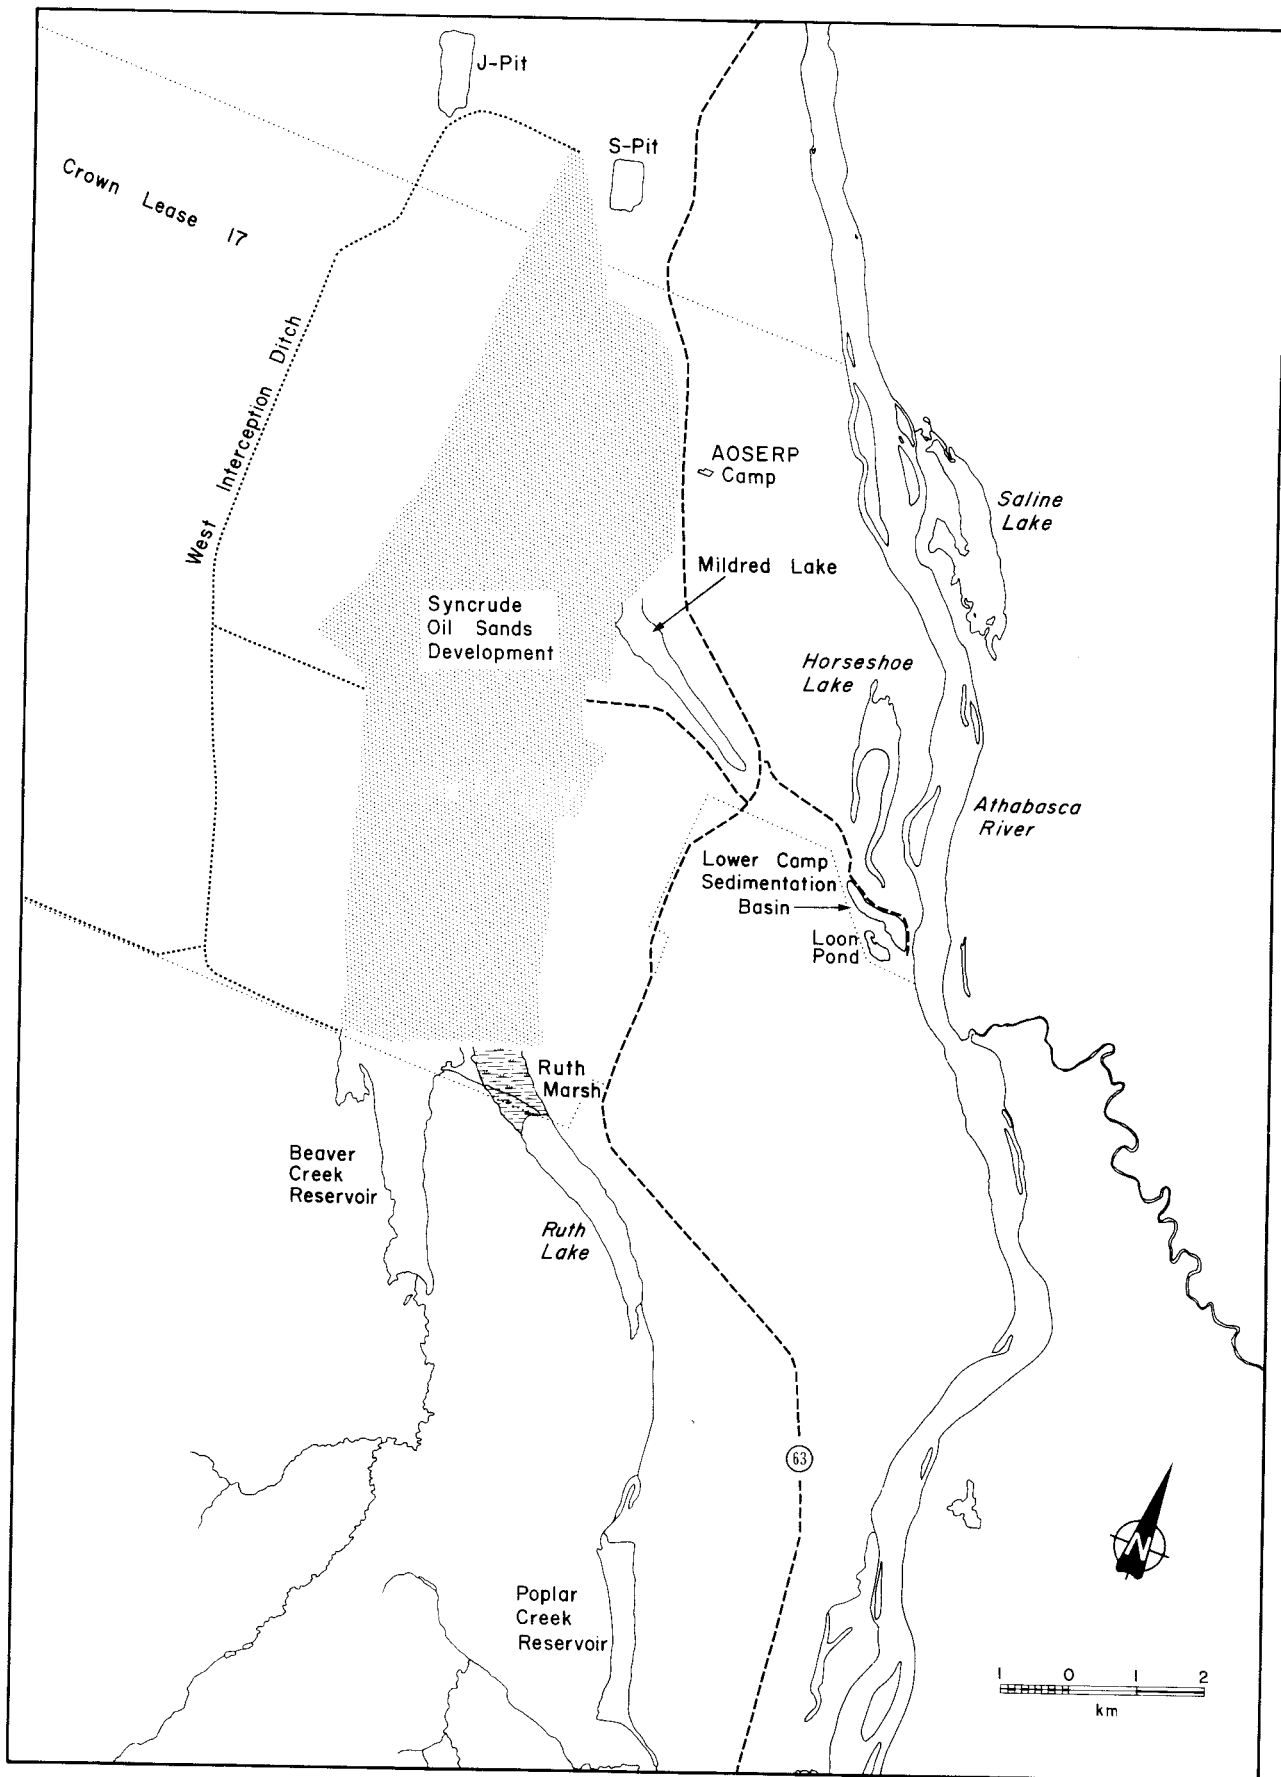 J-Pit
S-Pit
Crown Lease 17
West Interception Ditch
AOSERP
Camp
Saline
Lake
Mildred Lake
Syncrude
Oil Sands
Development
Horseshoe
Lake
Athabasca
River
Lower Camp
Sedimentation
Basin
Loon
Pond
Ruth
Marsh
Beaver
Creek
Reservoir
Ruth
Lake
63
N
Poplar
Creek
Reservoir
1 0 1 2
km